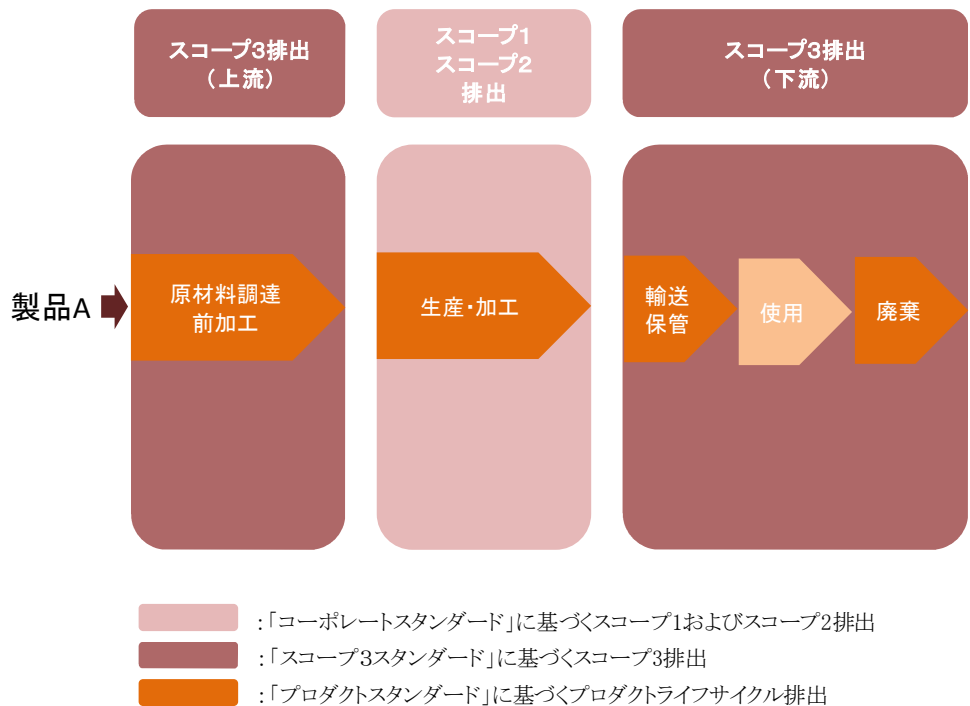 スコープ3排出
（上流）
スコープ1
スコープ2
排出
スコープ3排出
（下流）
製品A
原材料調達
前加工
生産・加工
輸送
保管
使用
廃棄
：「コーポレートスタンダード」に基づくスコープ1およびスコープ2排出
：「スコープ３スタンダード」に基づくスコープ3排出
：「プロダクトスタンダード」に基づくプロダクトライフサイクル排出